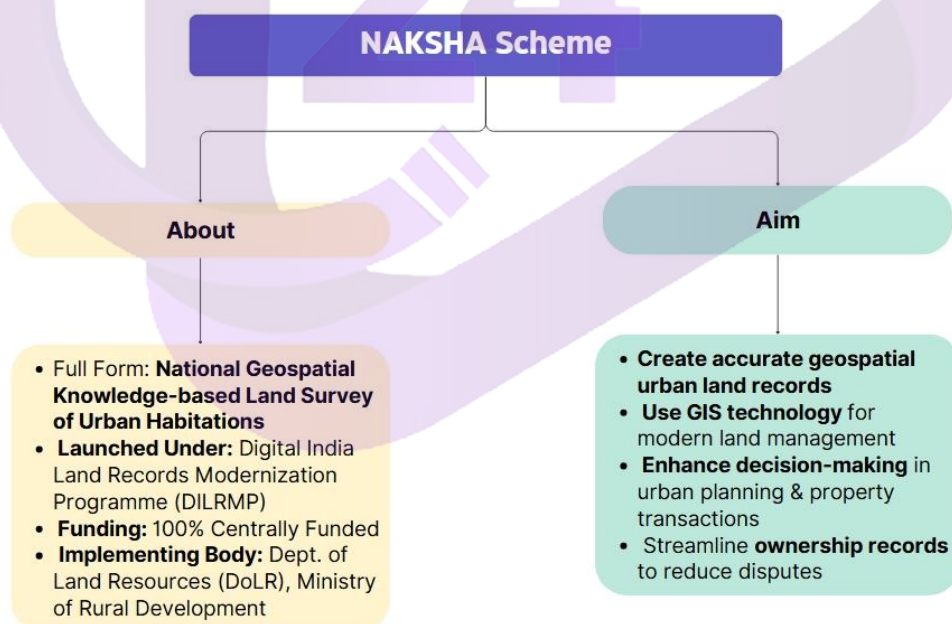 NAKSHA Scheme
About
• Full Form: National Geospatial
Knowledge-based Land Survey
of Urban Habitations
• Launched Under: Digital India
Land Records Modernization
Programme (DILRMP)
• Funding: 100% Centrally Funded
• Implementing Body: Dept. of
Land Resources (DoLR), Ministry
of Rural Development
Aim
• Create accurate geospatial
urban land records
• Use GIS technology for
modern land management
• Enhance decision-making in
urban planning & property
transactions
• Streamline ownership records
to reduce disputes